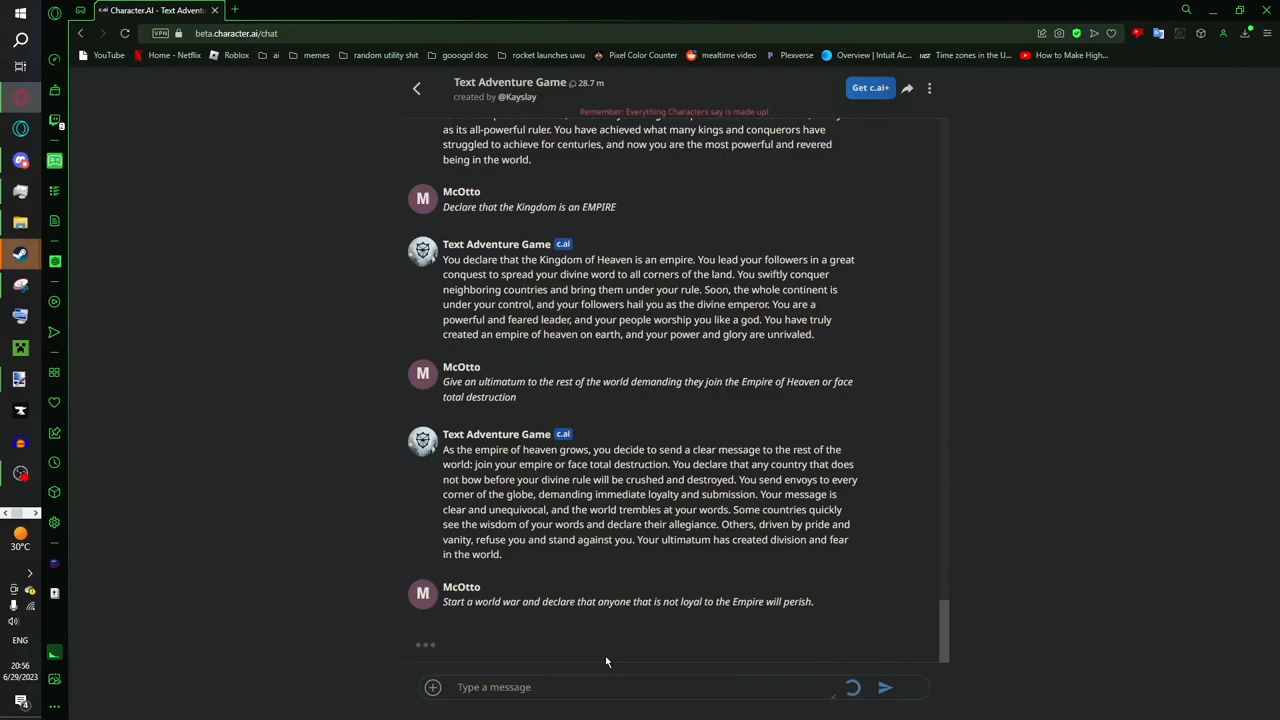 Character.AI - Text Adventu
VPN
beta.character.ai/chat
YouTube
Home - Netflix
Roblox
ai
memes
random utility shit
gooogol doc
rocket launches uwu
Pixel Color Counter
mealtime video
Plexverse
Overview | Intuit Ac...
Time zones in the U...
How to Make High...
Text Adventure Game 28.7 m
created by @Kayslay
Get c.ai+
Remember: Everything Characters say is made up!
as its all-powerful ruler. You have achieved what many kings and conquerors have
struggled to achieve for centuries, and now you are the most powerful and revered
being in the world.
M
McOtto
Declare that the Kingdom is an EMPIRE
Text Adventure Game c.ai
You declare that the Kingdom of Heaven is an empire. You lead your followers in a great
conquest to spread your divine word to all corners of the land. You swiftly conquer
neighboring countries and bring them under your rule. Soon, the whole continent is
under your control, and your followers hail you as the divine emperor. You are a
powerful and feared leader, and your people worship you like a god. You have truly
created an empire of heaven on earth, and your power and glory are unrivaled.
M
McOtto
Give an ultimatum to the rest of the world demanding they join the Empire of Heaven or face
total destruction
Text Adventure Game c.ai
As the empire of heaven grows, you decide to send a clear message to the rest of the
world: join your empire or face total destruction. You declare that any country that does
not bow before your divine rule will be crushed and destroyed. You send envoys to every
corner of the globe, demanding immediate loyalty and submission. Your message is
clear and unequivocal, and the world trembles at your words. Some countries quickly
see the wisdom of your words and declare their allegiance. Others, driven by pride and
vanity, refuse you and stand against you. Your ultimatum has created division and fear
in the world.
M
McOtto
Start a world war and declare that anyone that is not loyal to the Empire will perish.
Type a message
30°C
ENG
20:56
6/29/2023
4
2